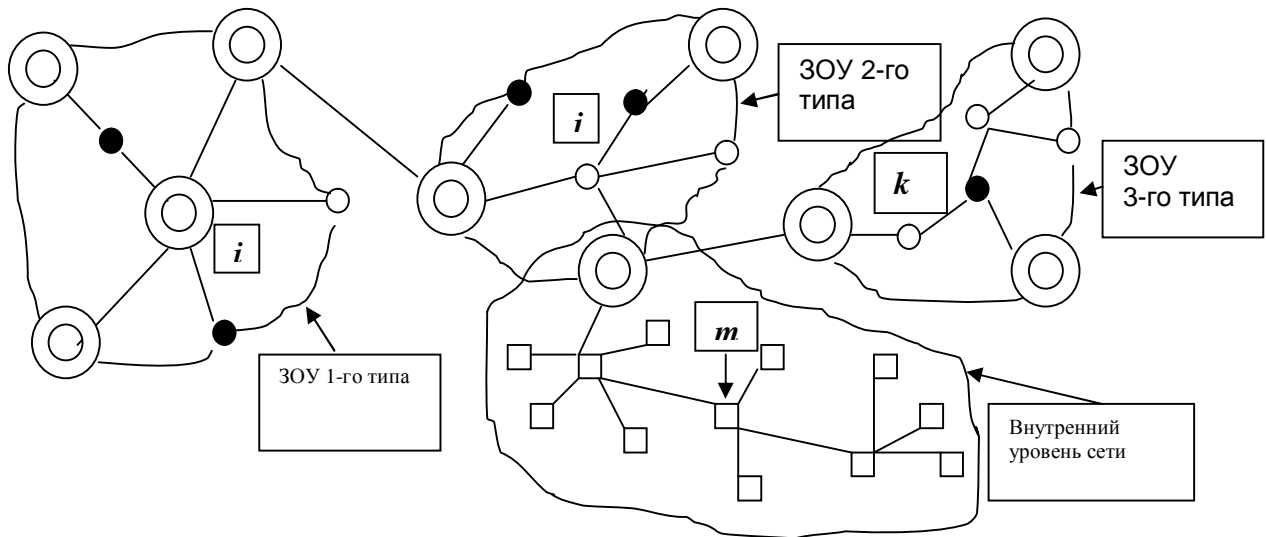 ЗОУ 2-го
типа
i
i
k
ЗОУ
3-го типа
i
m
ЗОУ 1-го типа
Внутренний
уровень сети